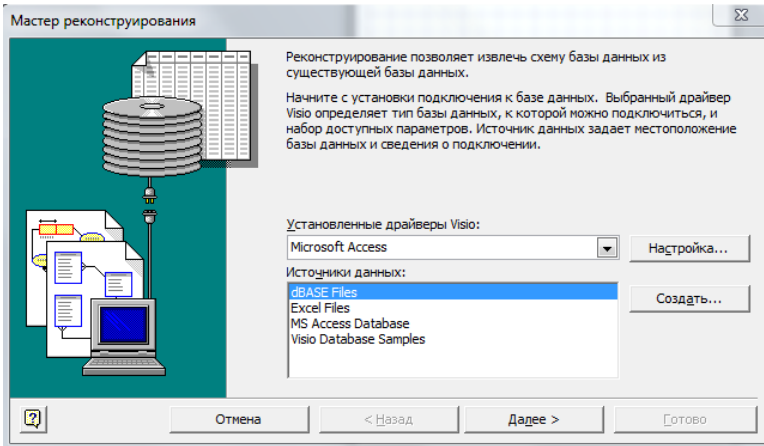 Мастер реконструирования
Реконструирование позволяет извлечь схему базы данных из
существующей базы данных.
Начните с установки подключения к базе данных. Выбранный драйвер
Visio определяет тип базы данных, к которой можно подключиться, и
набор доступных параметров. Источник данных задает местоположение
базы данных и сведения о подключении.
Установленные драйверы Visio:
Microsoft Access
Настройка...
Источники данных:
dBASE Files
Excel Files
MS Access Database
Visio Database Samples
Создать...
Отмена
< Назад
Далее >
Готово